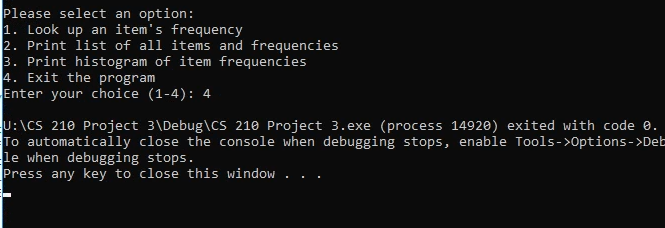 Please select an option:
1. Look up an item's frequency
2. Print list of all items and frequencies
3. Print histogram of item frequencies
4. Exit the program
Enter your choice (1-4): 4
U:\CS 210 Project 3\Debug\CS 210 Project 3.exe (process 14920) exited with code 0.
To automatically close the console when debugging stops, enable Tools->Options->Deb
le when debugging stops.
Press any key to close this window . . .